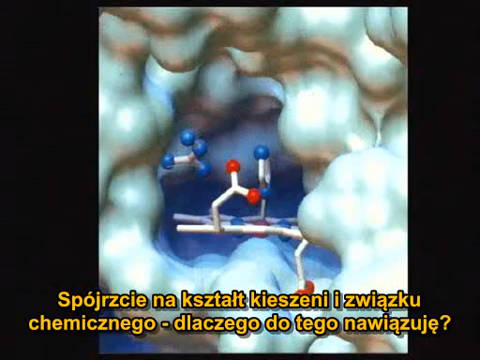 Spójrzcie na kształt kieszeni i związku
chemicznego - dlaczego do tego nawiązuję?